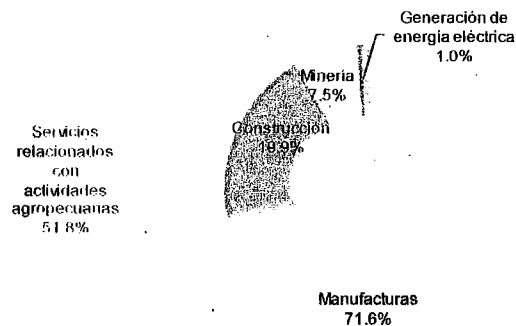 Generación de
energía eléctrica
1.0%
Minería
7.5%
Construcción
19.9%
Servicios
relacionados
con
actividades
agropecuarias
51.8%
Manufacturas
71.6%